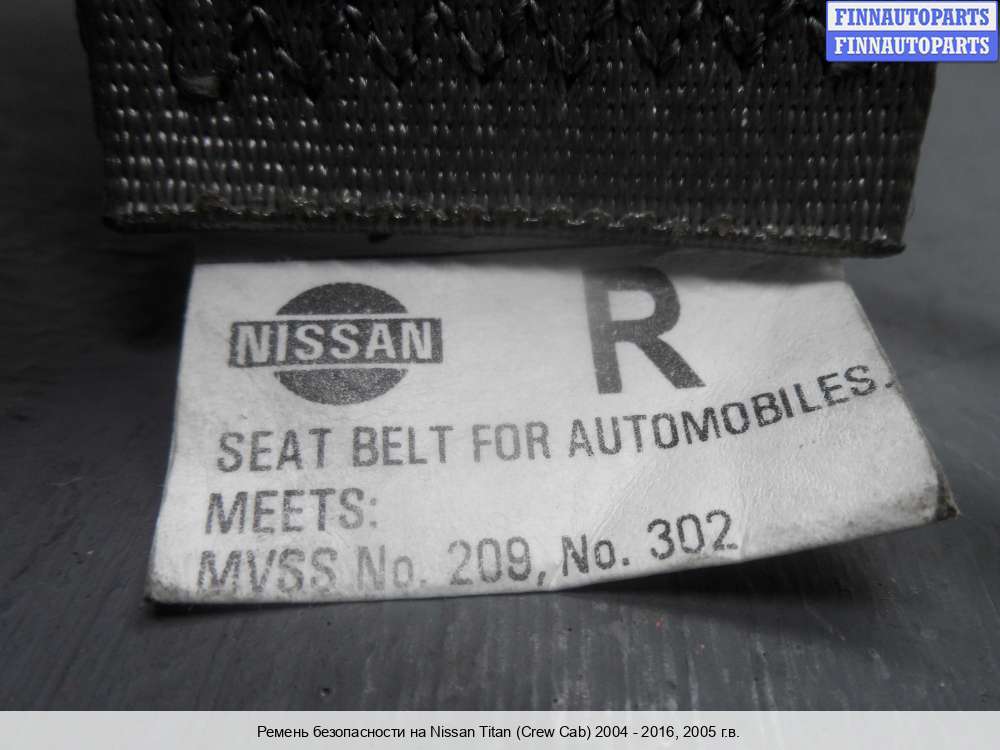 FINNAUTOPARTS
FINNAUTOPARTS
NISSAN
R
SEAT BELT FOR AUTOMOBILES.
MEETS:
MVSS No. 209, No. 302
Ремень безопасности на Nissan Titan (Crew Cab) 2004 - 2016, 2005 г.в.